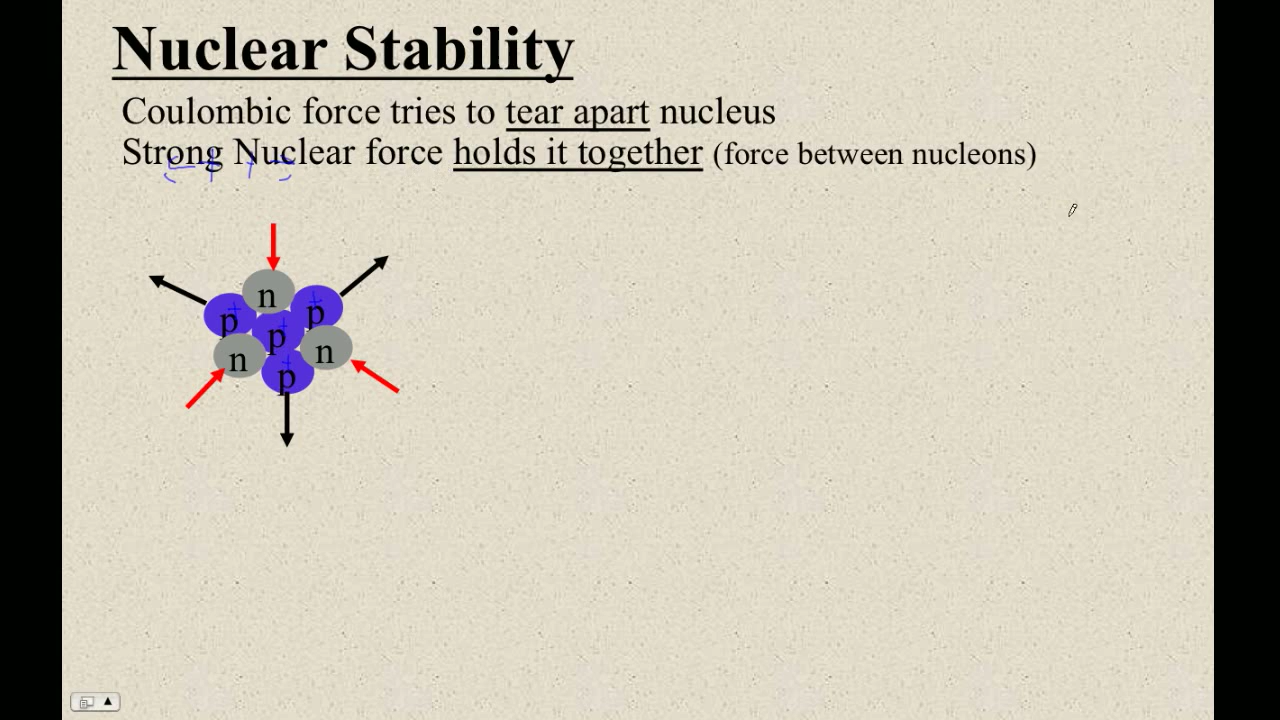 Nuclear Stability
Coulombic force tries to tear apart nucleus
Strong Nuclear force holds it together (force between nucleons)
← + + →
n
p +
p +
p +
n
n
p +